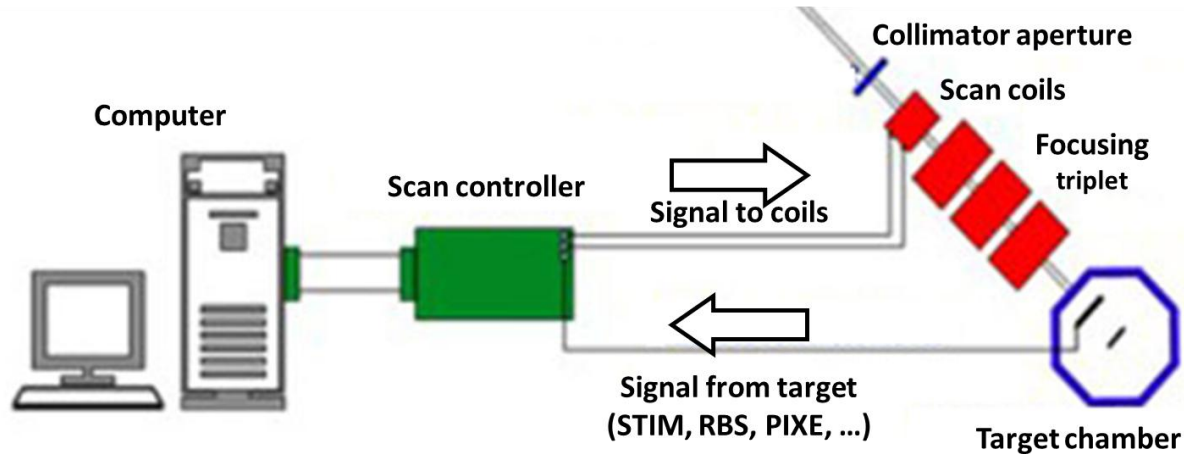 Collimator aperture
Scan coils
Computer
Focusing
triplet
Scan controller
Signal to coils
Signal from target
(STIM, RBS, PIXE, ...)
Target chamber